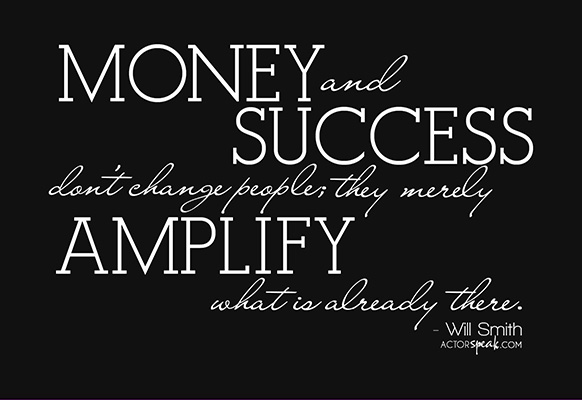 MONEY and
SUCCESS
don't change people; they merely
AMPLIFY
what is already there.
- Will Smith
ACTORspeak.COM